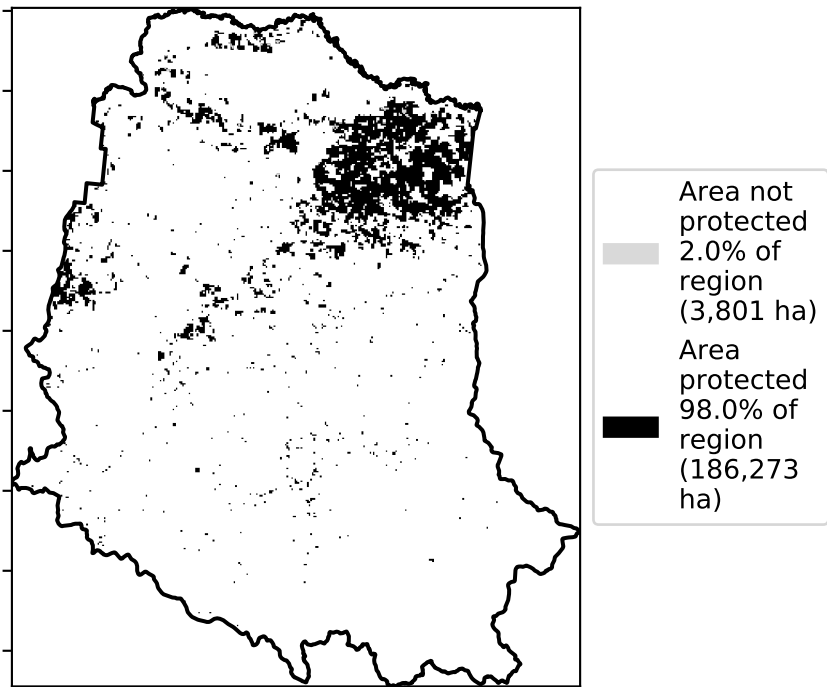 Area not
protected
2.0% of
region
(3,801 ha)
Area
protected
98.0% of
region
(186,273
ha)